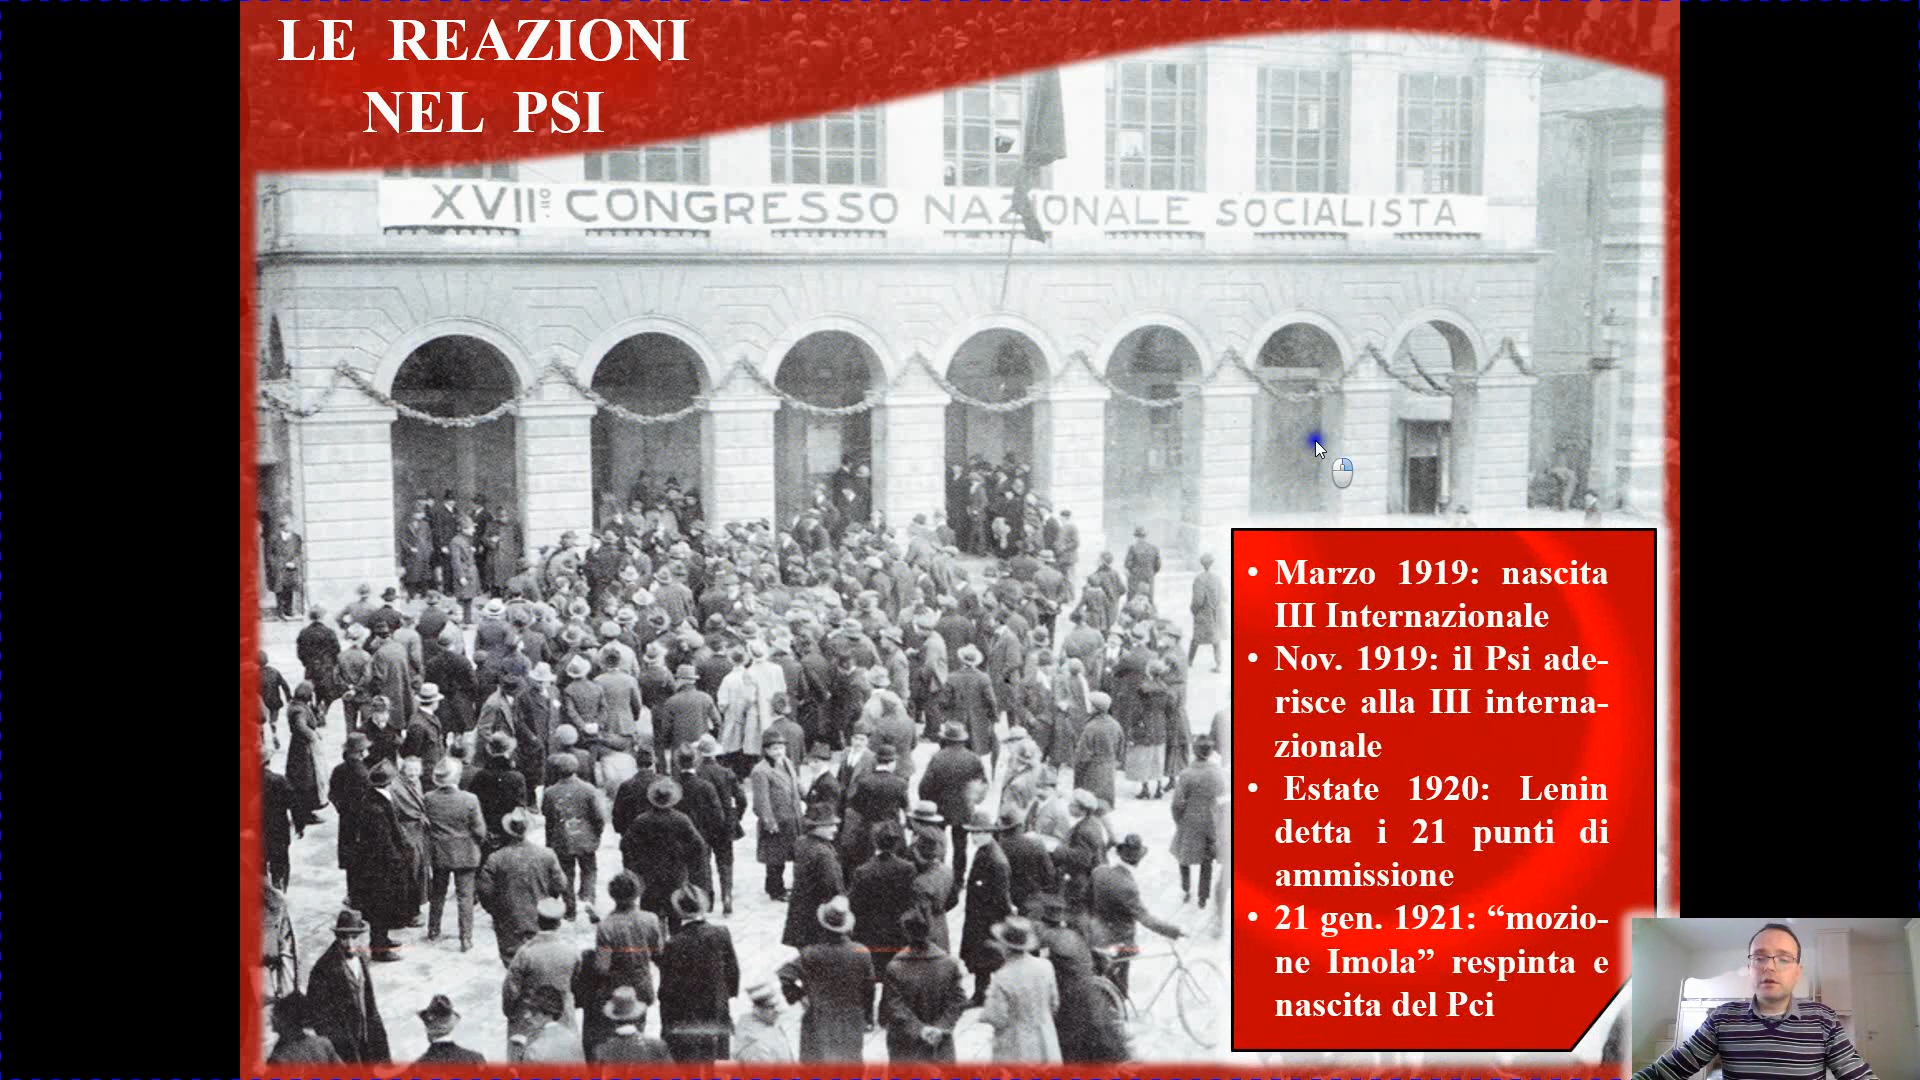 LE REAZIONI
NEL PSI
XVII:º CONGRESSO NAZIONALE SOCIALISTA
• Marzo 1919: nascita
III Internazionale
• Nov. 1919: il Psi ade-
risce alla III interna-
zionale
• Estate 1920: Lenin
detta i 21 punti di
ammissione
• 21 gen. 1921: “mozio-
ne Imola” respinta e
nascita del Pci